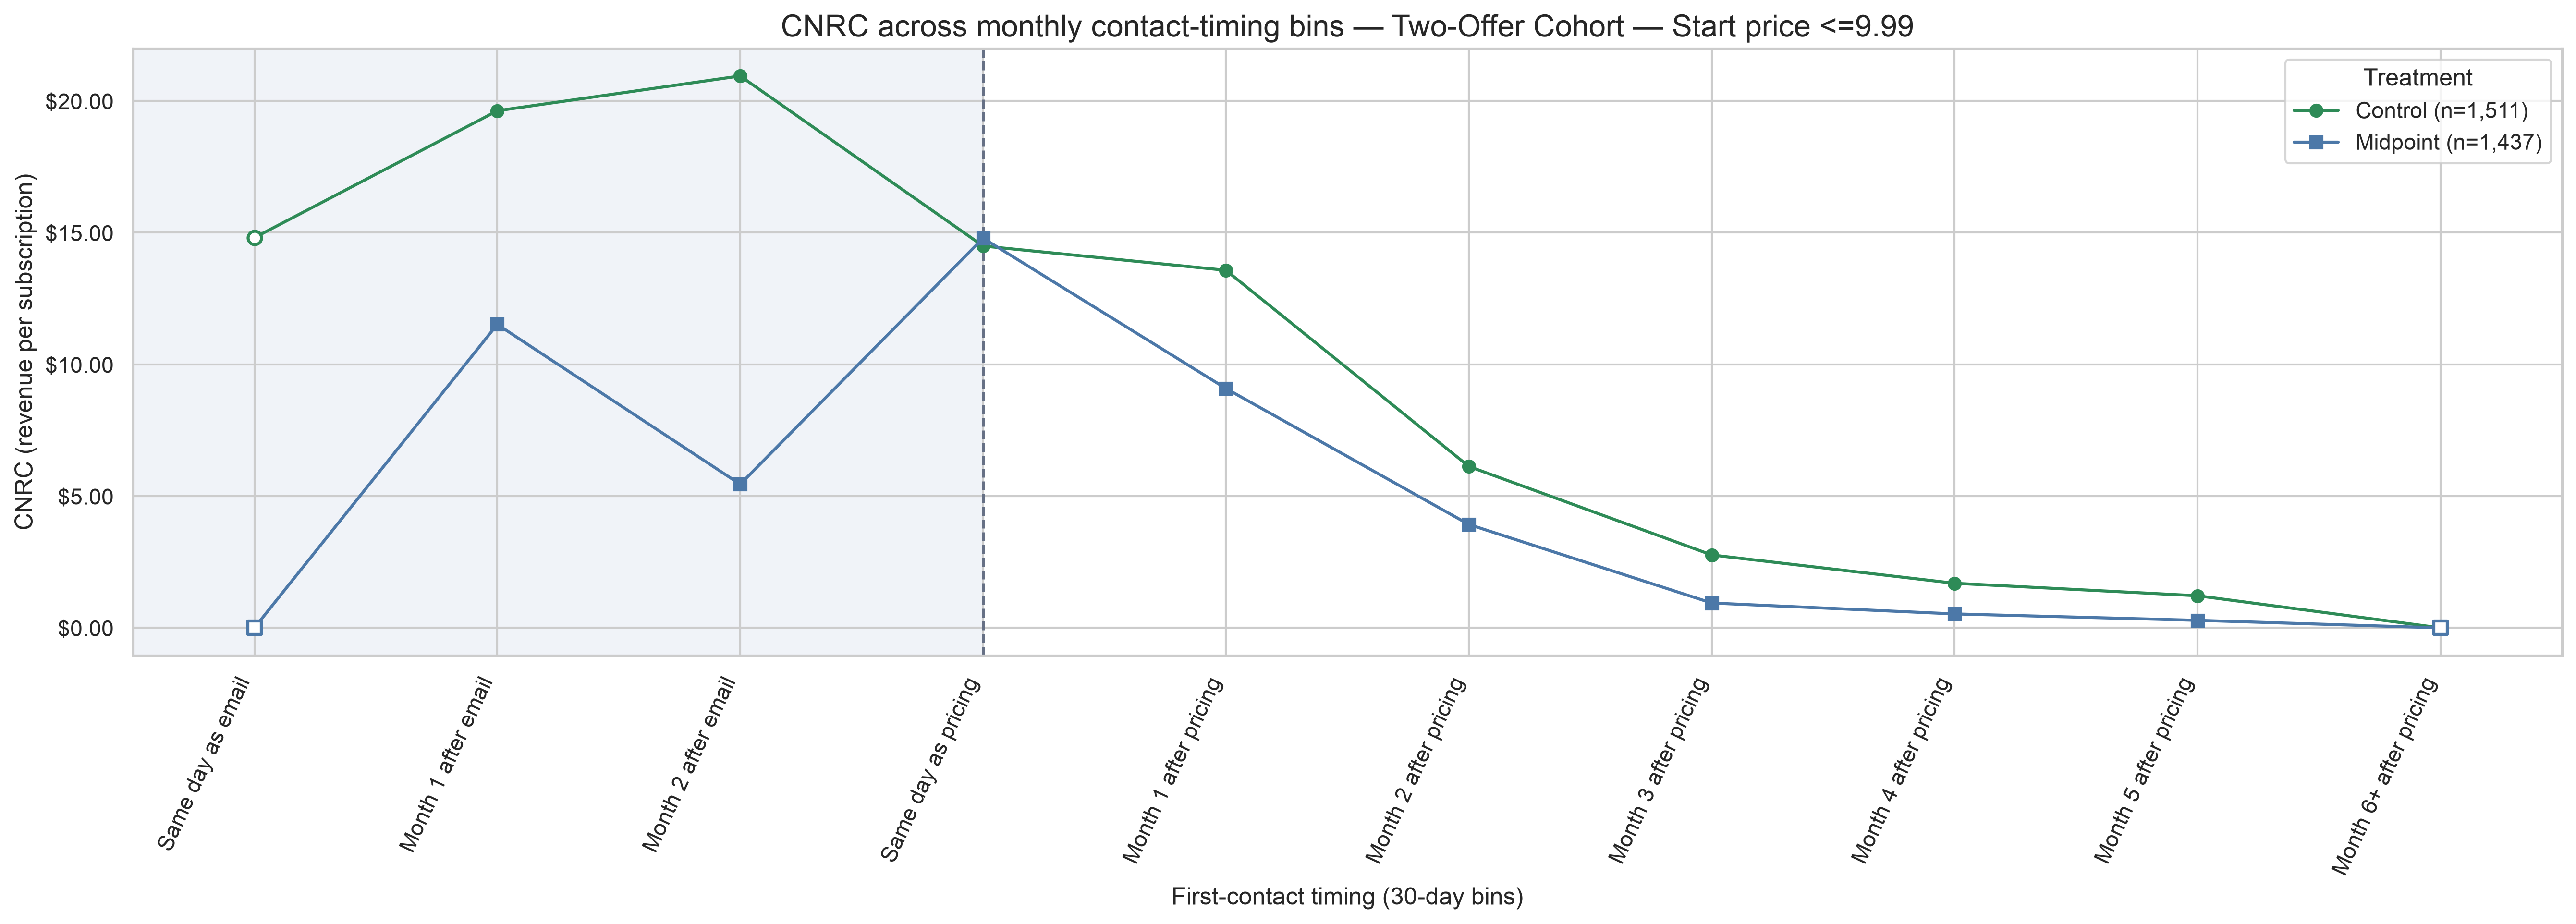 CNRC across monthly contact-timing bins — Two-Offer Cohort — Start price <=9.99
Treatment
Control (n=1,511)
Midpoint (n=1,437)
CNRC (revenue per subscription)
$20.00
$15.00
$10.00
$5.00
$0.00
Same day as email
Month 1 after email
Month 2 after email
Same day as pricing
Month 1 after pricing
Month 2 after pricing
Month 3 after pricing
Month 4 after pricing
Month 5 after pricing
Month 6+ after pricing
First-contact timing (30-day bins)